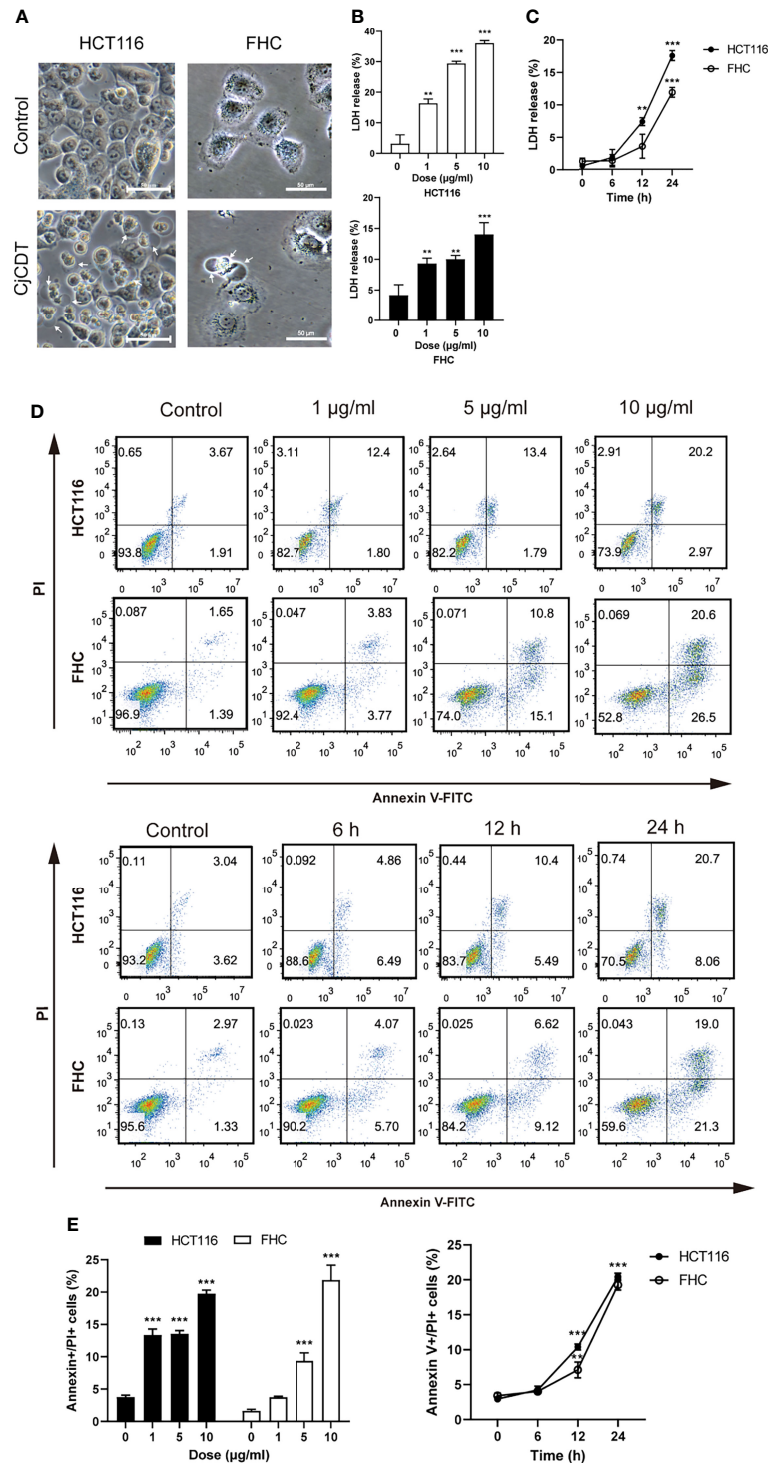 A
HCT116
FHC
Control
CjCDT
50 μm
50 μm
50 μm
50 μm
B
LDH release (%)
40
30
20
10
0
**
***
***
0 1 5 10
Dose (μg/ml)
HCT116
LDH release (%)
20
15
10
5
0
**
**
***
0 1 5 10
Dose (μg/ml)
FHC
C
LDH release (%)
20
15
10
5
0
**
***
***
0 6 12 24
Time (h)
HCT116
FHC
D
Control 1 μg/ml 5 μg/ml 10 μg/ml
PI
HCT116
0.65 3.67 93.8 1.91
3.11 12.4 82.7 1.80
2.64 13.4 82.2 1.79
2.91 20.2 73.9 2.97
FHC
0.087 1.65 96.9 1.39
0.047 3.83 92.4 3.77
0.071 10.8 74.0 15.1
0.069 20.6 52.8 26.5
Annexin V-FITC
Control 6 h 12 h 24 h
PI
HCT116
0.11 3.04 93.2 3.62
0.092 4.86 88.6 6.49
0.44 10.4 83.7 5.49
0.74 20.7 70.5 8.06
FHC
0.13 2.97 95.6 1.33
0.023 4.07 90.2 5.70
0.025 6.62 84.2 9.12
0.043 19.0 59.6 21.3
Annexin V-FITC
E
HCT116 FHC
Annexin+/PI+ cells (%)
25
20
15
10
5
0
*** *** *** *** ***
0 1 5 10 0 1 5 10
Dose (μg/ml)
Annexin V+/PI+ cells (%)
25
20
15
10
5
0
***
**
***
0 6 12 24
Time (h)
HCT116
FHC